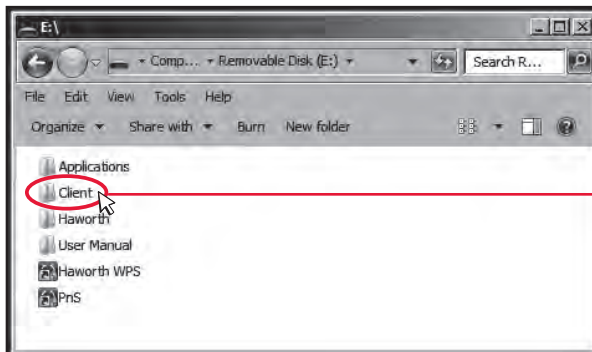 E:\
Comp... Removable Disk (E:)
Search R...
File Edit View Tools Help
Organize Share with Burn New folder
Applications
Client
Haworth
User Manual
Haworth WPS
PnS